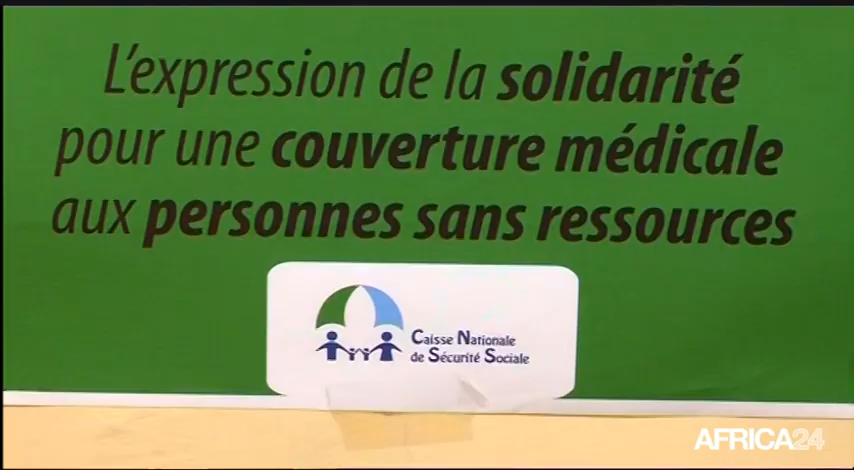 L'expression de la solidarité
pour une couverture médicale
aux personnes sans ressources
Caisse Nationale
de Sécurité Sociale
AFRICA24